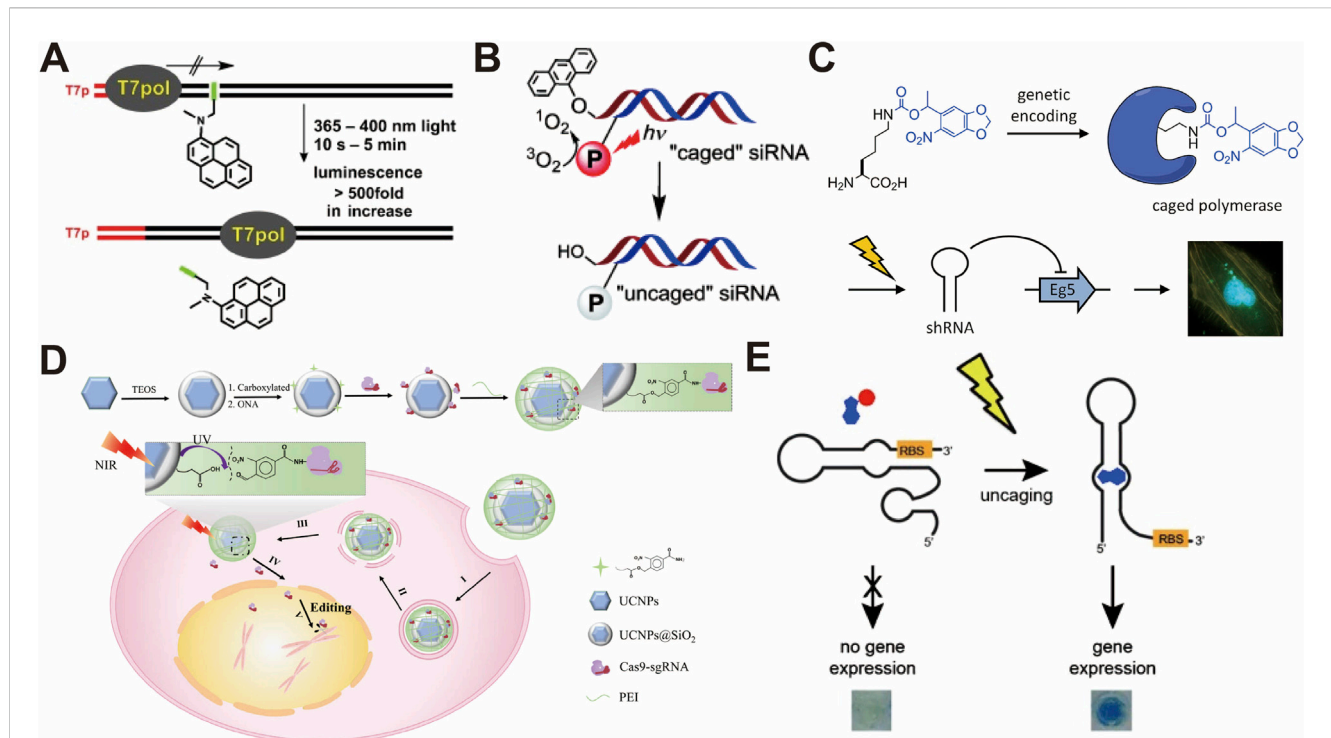 A
T7p
T7pol
N
365 – 400 nm light
10 s – 5 min
luminescence
> 500fold
in increase
T7p
T7pol
N
B
O
¹O₂
³O₂
P
hν
"caged" siRNA
HO
P
"uncaged" siRNA
C
HN
O
O
O
O
NO₂
H₂N
CO₂H
genetic
encoding
N
H
O
O
O
O
NO₂
caged polymerase
shRNA
Eg5
D
TEOS
1. Carboxylated
2. ONA
NIR
UV
I
II
III
IV
V
Editing
UCNPs
UCNPs@SiO₂
Cas9-sgRNA
PEI
E
RBS
3'
5'
uncaging
5'
RBS
3'
no gene
expression
gene
expression